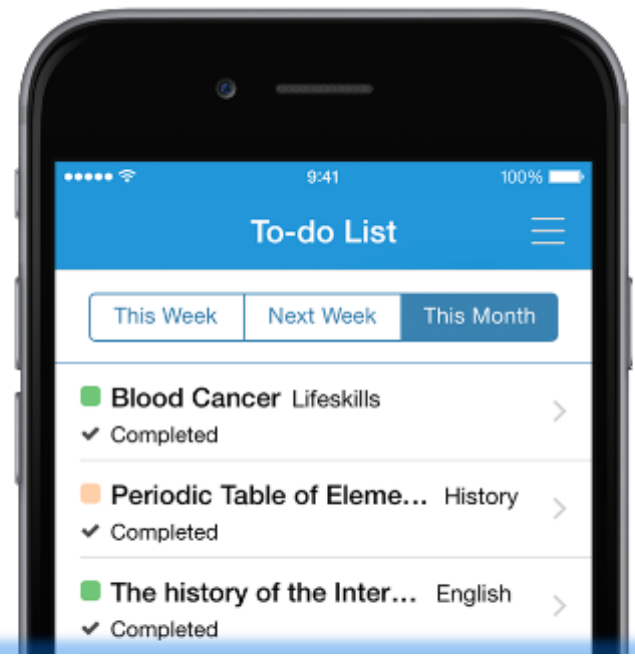 9:41 100%
To-do List
This Week Next Week This Month
Blood Cancer Lifeskills
✓ Completed
Periodic Table of Eleme... History
✓ Completed
The history of the Inter... English
✓ Completed